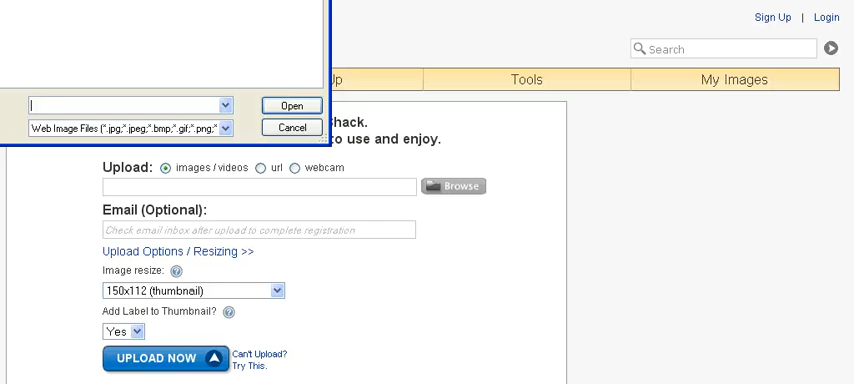 Sign Up | Login
Search
Up Tools My Images
Open
Web Image Files (*.jpg;*.jpeg;*.bmp;*.gif;*.png;*
Cancel
hack.
to use and enjoy.
Upload: images / videos url webcam
Browse
Email (Optional):
Check email inbox after upload to complete registration
Upload Options / Resizing >>
Image resize: ?
150x112 (thumbnail)
Add Label to Thumbnail? ?
Yes
UPLOAD NOW
Can't Upload?
Try This.